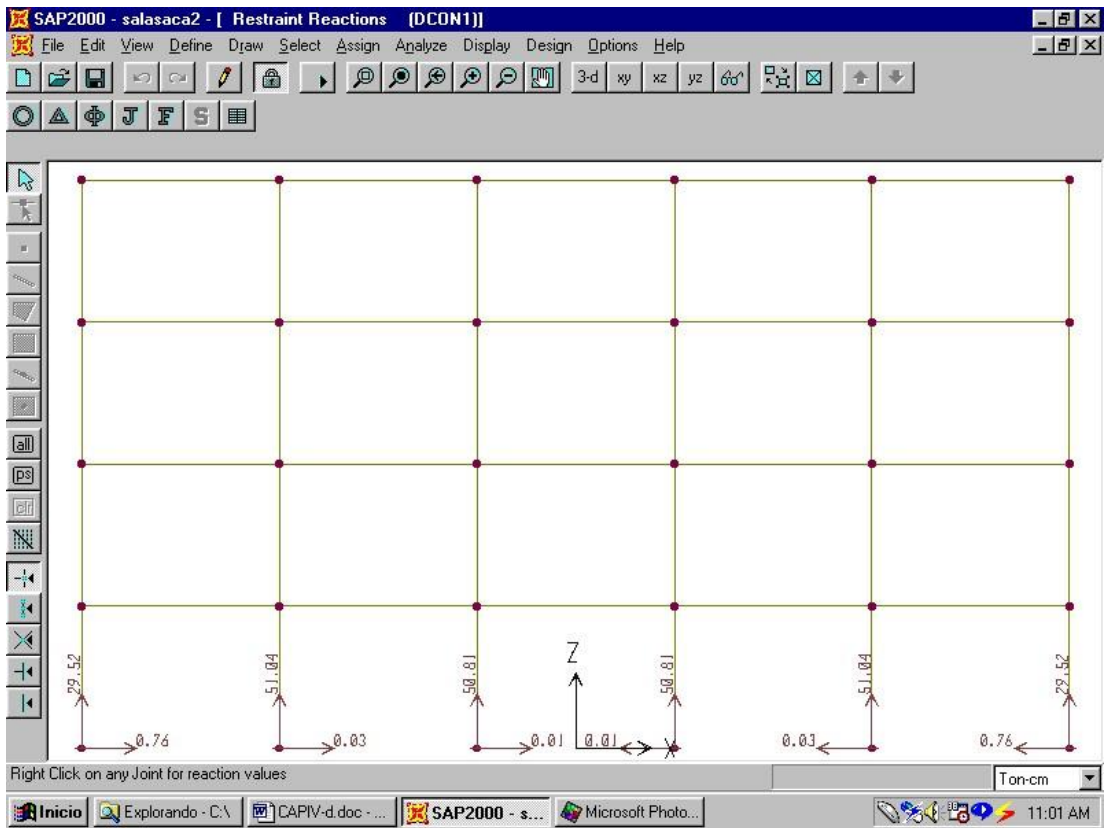 SAP2000 - salasaca2 - [ Restraint Reactions (DCON1)]
File Edit View Define Draw Select Assign Analyze Display Design Options Help
3-d xy xz yz
J F S
all
ps
clr
29.52 51.04 50.81 Z 50.81 51.04 29.52
0.76 0.03 0.01 0.01 X 0.03 0.76
Right Click on any Joint for reaction values
Ton-cm
Inicio Explorando - C:\ CAPIV-d.doc - ... SAP2000 - s... Microsoft Photo... 11:01 AM